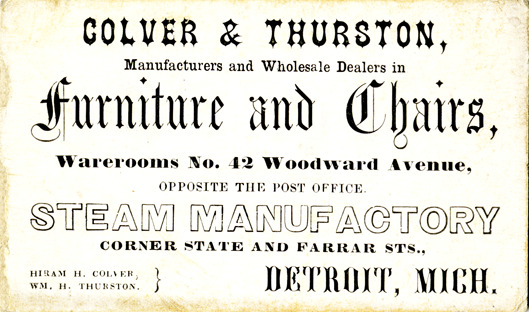 COLVER & THURSTON,
Manufacturers and Wholesale Dealers in
Furniture and Chairs,
Warerooms No. 42 Woodward Avenue,
OPPOSITE THE POST OFFICE.
STEAM MANUFACTORY
CORNER STATE AND FARRAR STS.,
HIRAM H. COLVER,
WM. H. THURSTON. }
DETROIT, MICH.